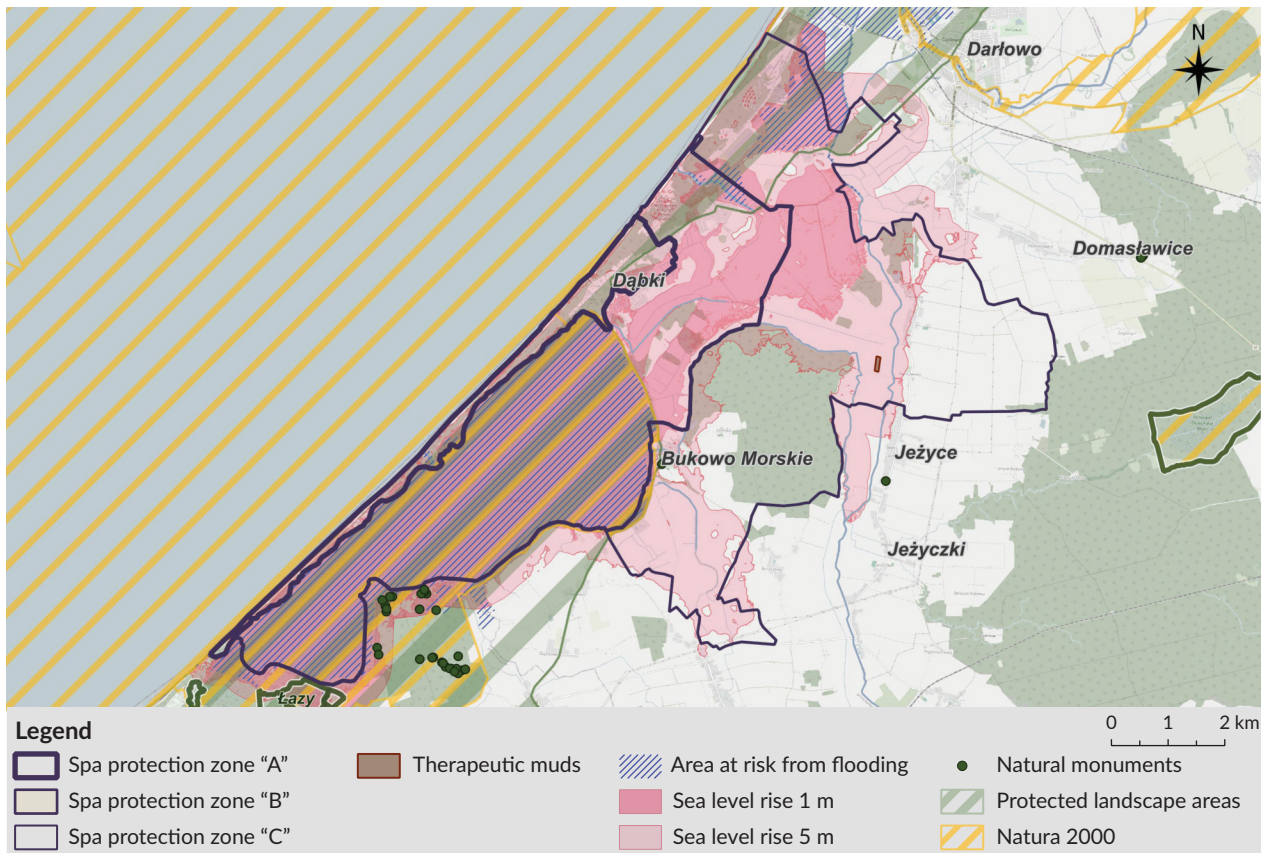 Darłowo
N
Domasławice
Dąbki
Bukowo Morskie
Jeżyce
Jeżyczki
Łazy
Legend
0 1 2 km
Spa protection zone “A”
Therapeutic muds
Area at risk from flooding
Natural monuments
Spa protection zone “B”
Sea level rise 1 m
Protected landscape areas
Spa protection zone “C”
Sea level rise 5 m
Natura 2000